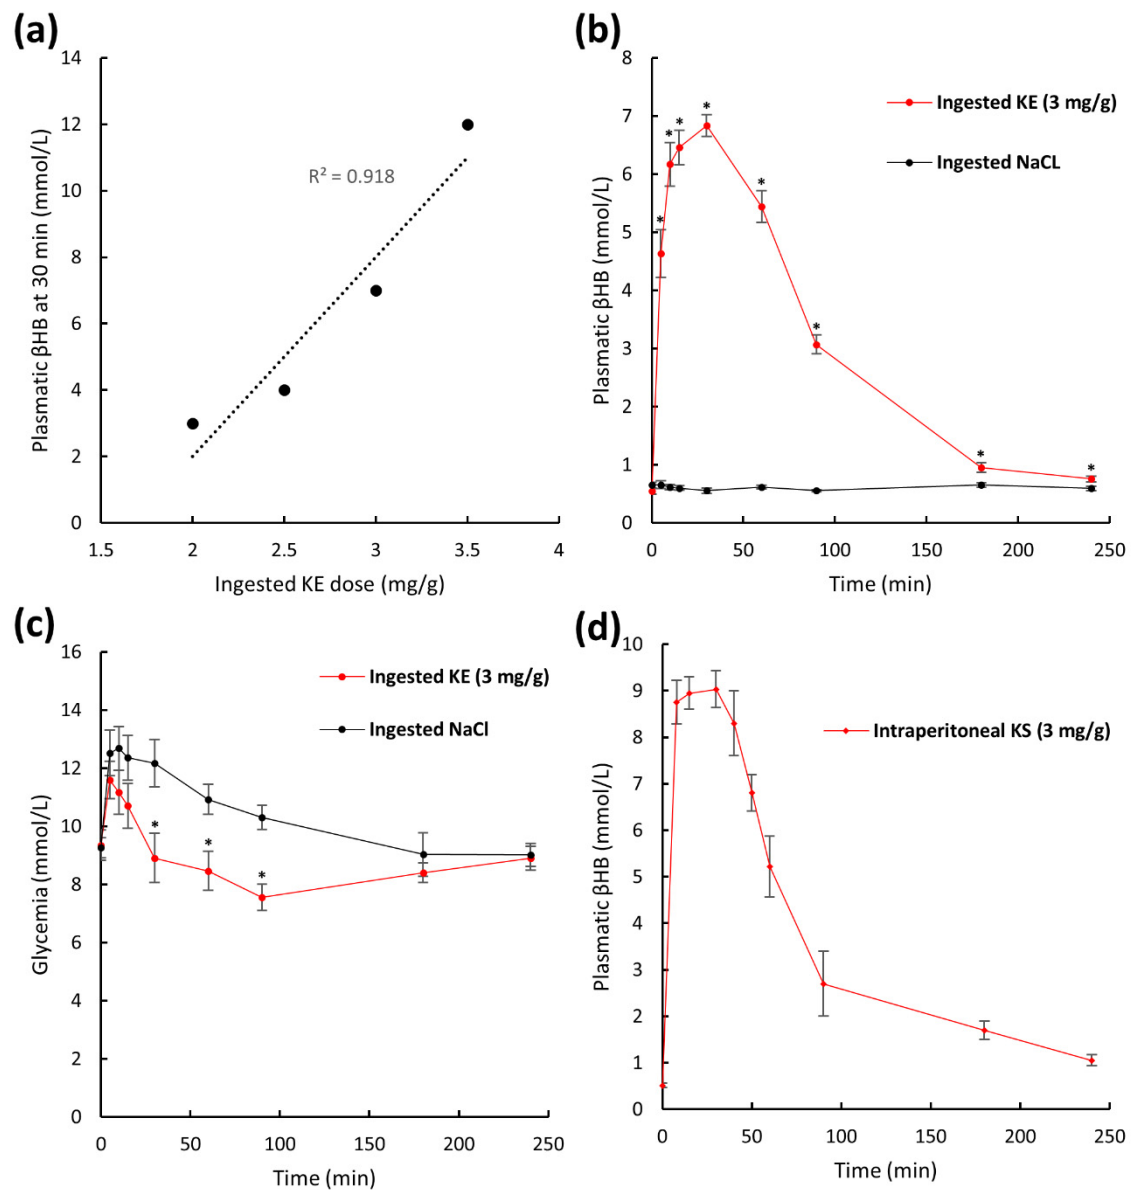 (a)
14
12
10
8
6
4
2
0
1.5 2 2.5 3 3.5 4
Plasmatic βHB at 30 min (mmol/L)
Ingested KE dose (mg/g)
R² = 0.918
(b)
8
7
6
5
4
3
2
1
0
0 50 100 150 200 250
Plasmatic βHB (mmol/L)
Time (min)
Ingested KE (3 mg/g)
Ingested NaCL
* * * * * * * *
(c)
16
14
12
10
8
6
4
2
0
0 50 100 150 200 250
Glycemia (mmol/L)
Time (min)
Ingested KE (3 mg/g)
Ingested NaCl
* * *
(d)
10
9
8
7
6
5
4
3
2
1
0
0 50 100 150 200 250
Plasmatic βHB (mmol/L)
Time (min)
Intraperitoneal KS (3 mg/g)